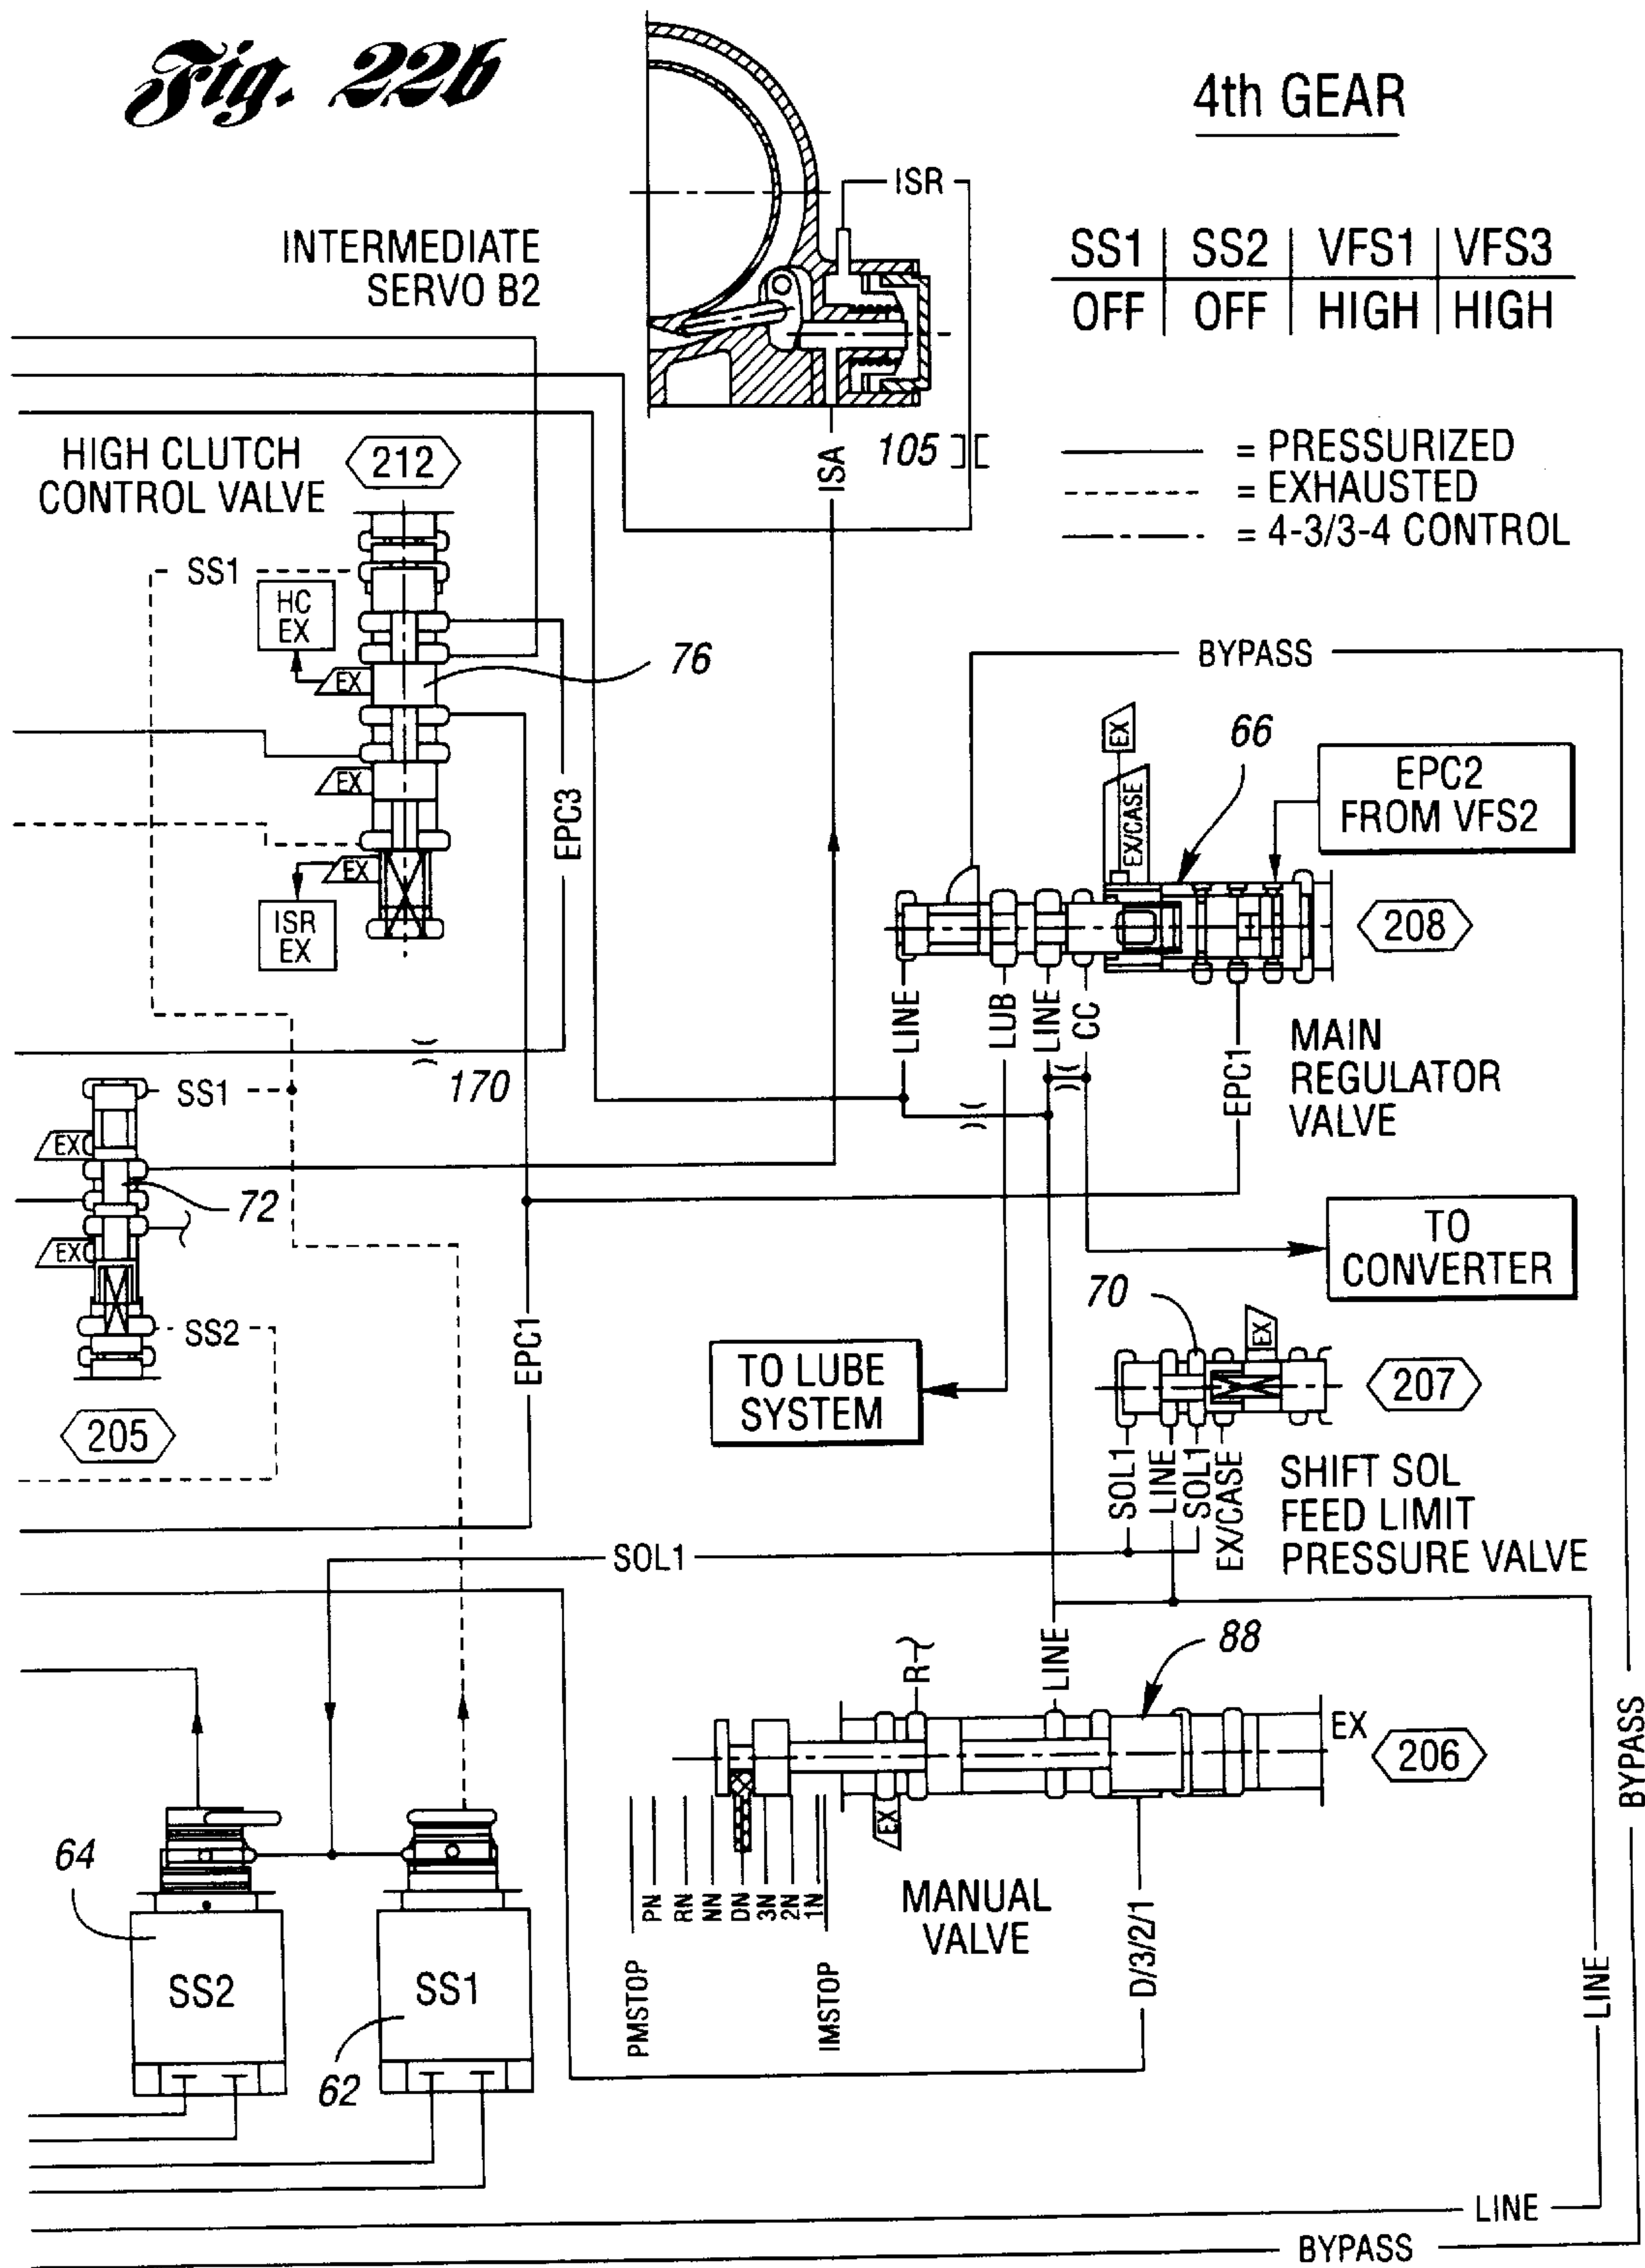 Fig. 22b
4th GEAR
ISR
INTERMEDIATE
SERVO B2
SS1 SS2 VFS1 VFS3
OFF OFF HIGH HIGH
ISA
105
= PRESSURIZED
= EXHAUSTED
= 4-3/3-4 CONTROL
HIGH CLUTCH
CONTROL VALVE
212
SS1
HC
EX
EX
76
EX
EX
ISR
EX
EPC3
BYPASS
EX
EX/CASE
66
EPC2
FROM VFS2
208
LINE
LUB
LINE
CC
EPC1
MAIN
REGULATOR
VALVE
170
SS1
EX
72
EX
SS2
205
EPC1
TO
CONVERTER
70
EX
207
TO LUBE
SYSTEM
SOL1
LINE
SOL1
EX/CASE
SHIFT SOL
FEED LIMIT
PRESSURE VALVE
SOL1
R
LINE
88
EX
206
EX
PN
RN
NN
DN
3N
2N
1N
PMSTOP
IMSTOP
MANUAL
VALVE
D/3/2/1
64
SS2
SS1
62
LINE
BYPASS
LINE
BYPASS